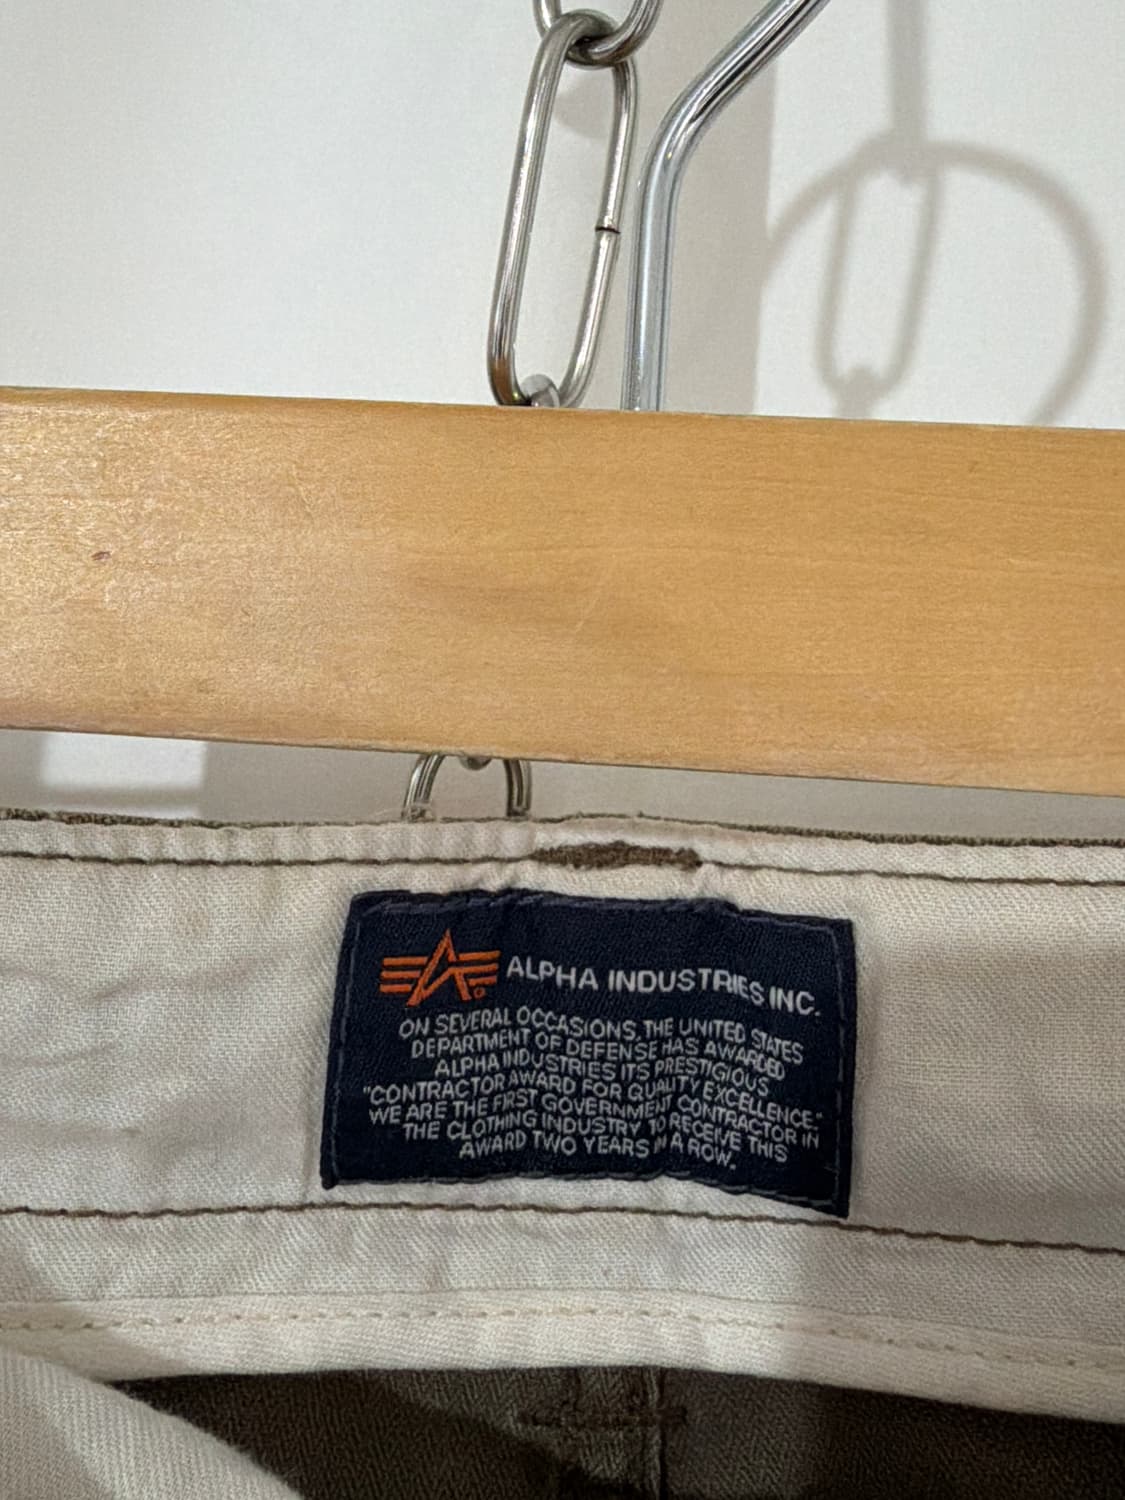 ALPHA INDUSTRIES INC.
ON SEVERAL OCCASIONS, THE UNITED STATES
DEPARTMENT OF DEFENSE HAS AWARDED
ALPHA INDUSTRIES ITS PRESTIGIOUS
"CONTRACTOR AWARD FOR QUALITY EXCELLENCE."
WE ARE THE FIRST GOVERNMENT CONTRACTOR IN
THE CLOTHING INDUSTRY TO RECEIVE THIS
AWARD TWO YEARS IN A ROW.